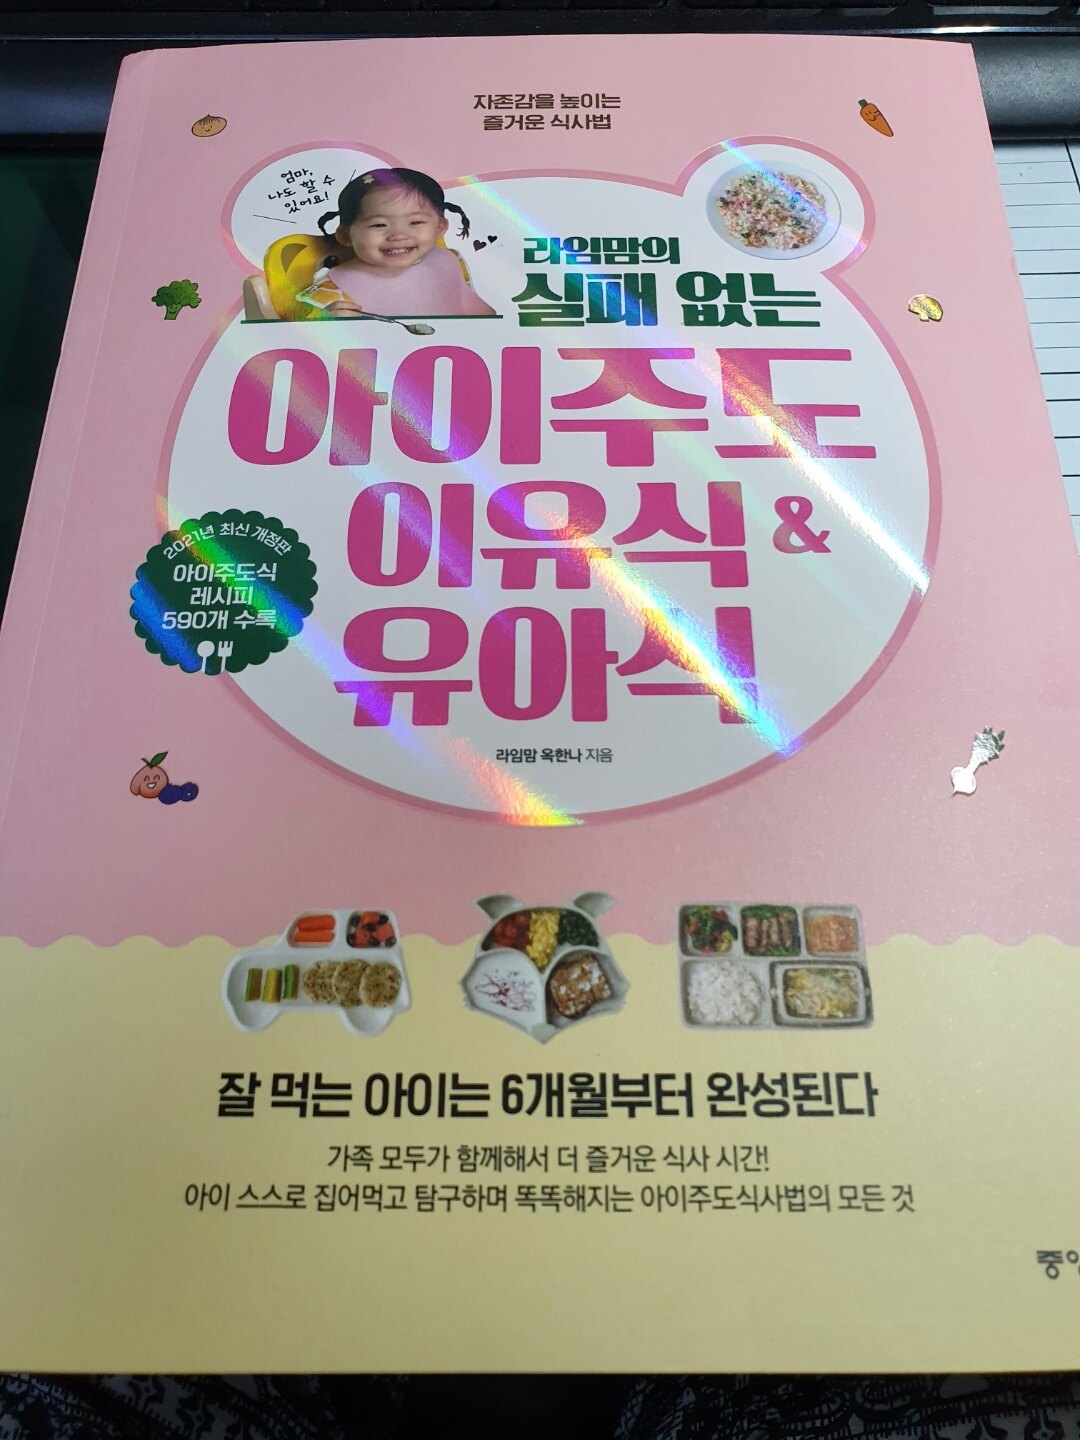 자존감을 높이는
즐거운 식사법
엄마,
나도 할 수
있어요!
라임맘의
실패 없는
아이주도
이유식 &
유아식
2021년 최신 개정판
아이주도식
레시피
590개 수록
라임맘 옥한나 지음
잘 먹는 아이는 6개월부터 완성된다
가족 모두가 함께해서 더 즐거운 식사 시간!
아이 스스로 집어먹고 탐구하며 똑똑해지는 아이주도식사법의 모든 것